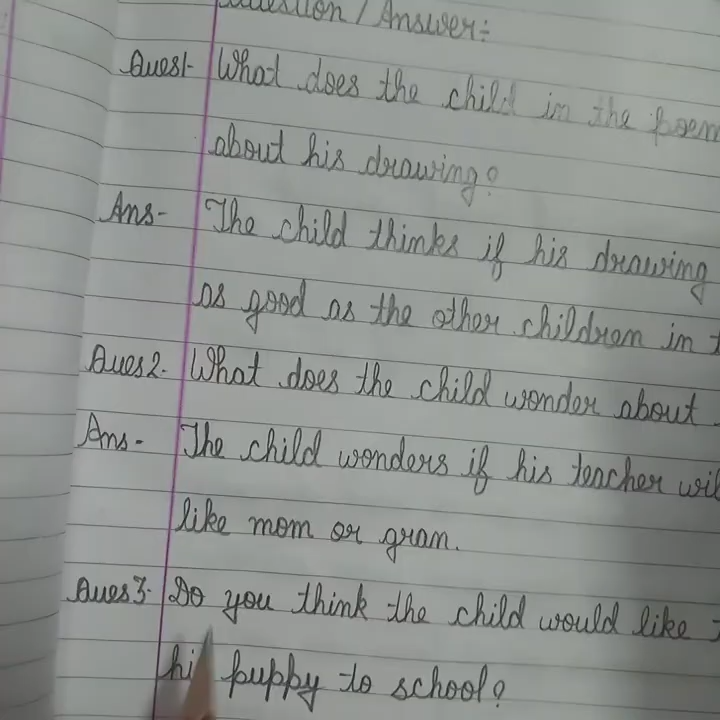 Question / Answer:-
Ques1- What does the child in the poem
about his drawing?
Ans- The child thinks if his drawing
as good as the other children in
Ques2. What does the child wonder about
Ans- The child wonders if his teacher
like mom or gran.
Ques3. Do you think the child would like
puppy to school?